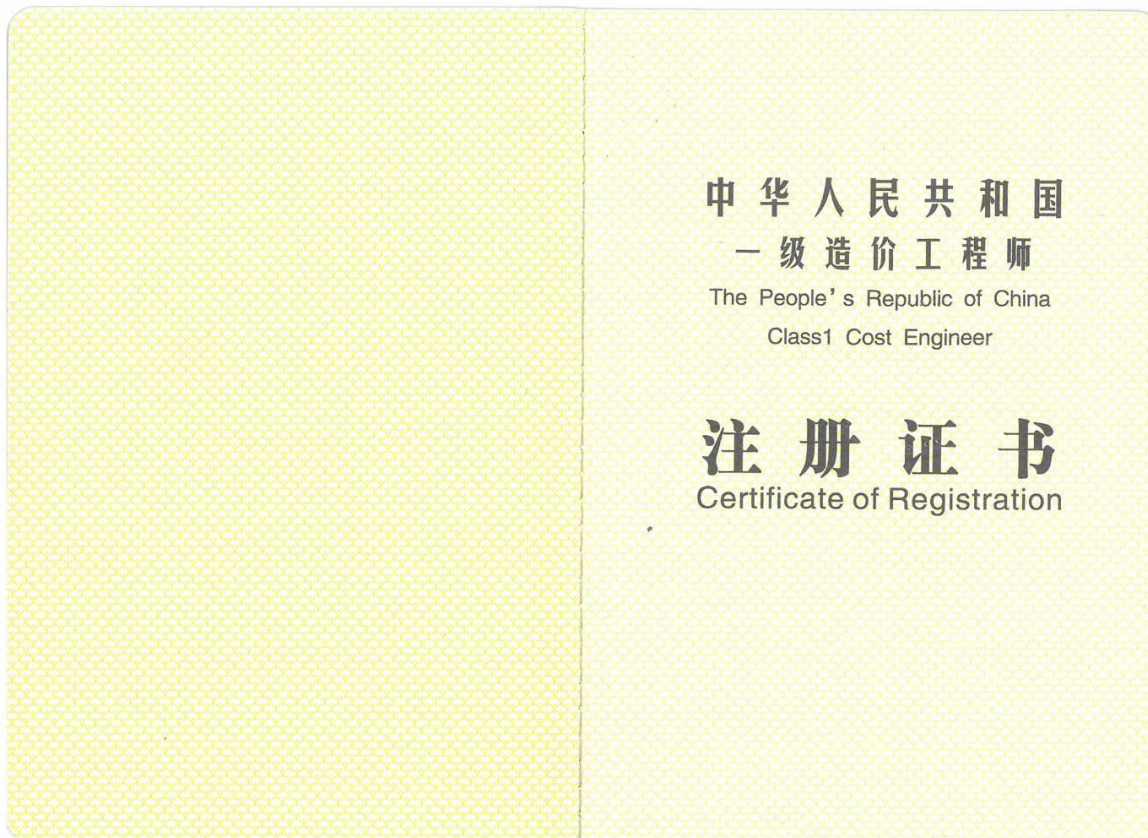 中华人民共和国
一级造价工程师
The People's Republic of China
Class1 Cost Engineer
注册证书
Certificate of Registration